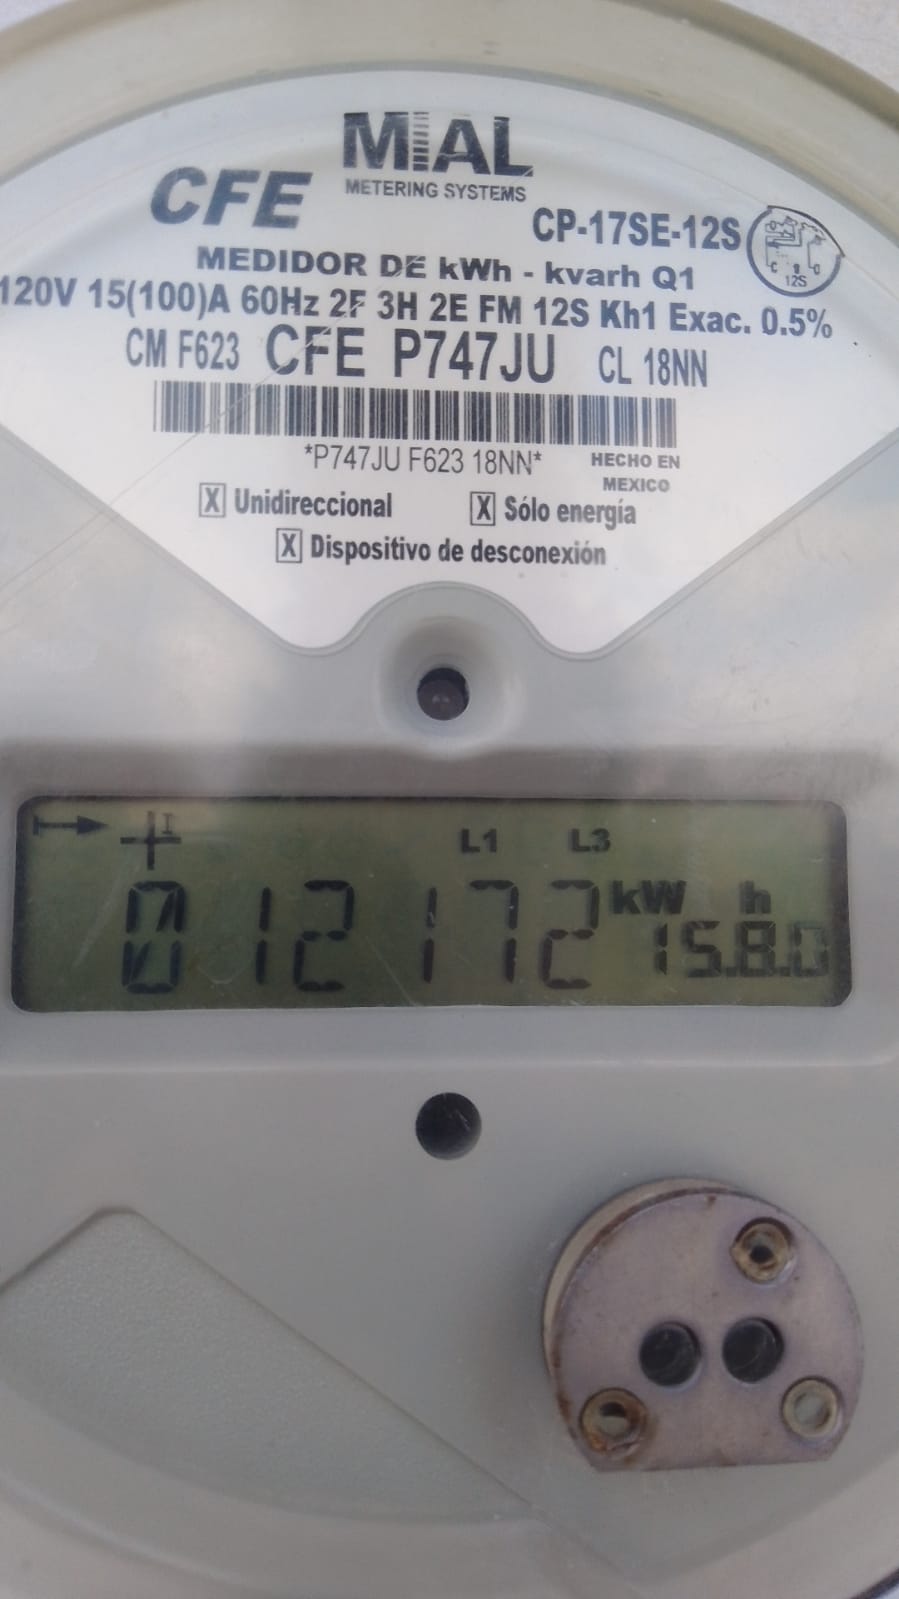 MIAL
METERING SYSTEMS
CFE
CP-17SE-12S
12S
MEDIDOR DE kWh - kvarh Q1
120V 15(100)A 60Hz 2F 3H 2E FM 12S Kh1 Exac. 0.5%
CM F623 CFE P747JU CL 18NN
*P747JU F623 18NN*
HECHO EN
MEXICO
X Unidireccional X Sólo energía
X Dispositivo de desconexión
L1 L3
012172 kW h 15.8.0